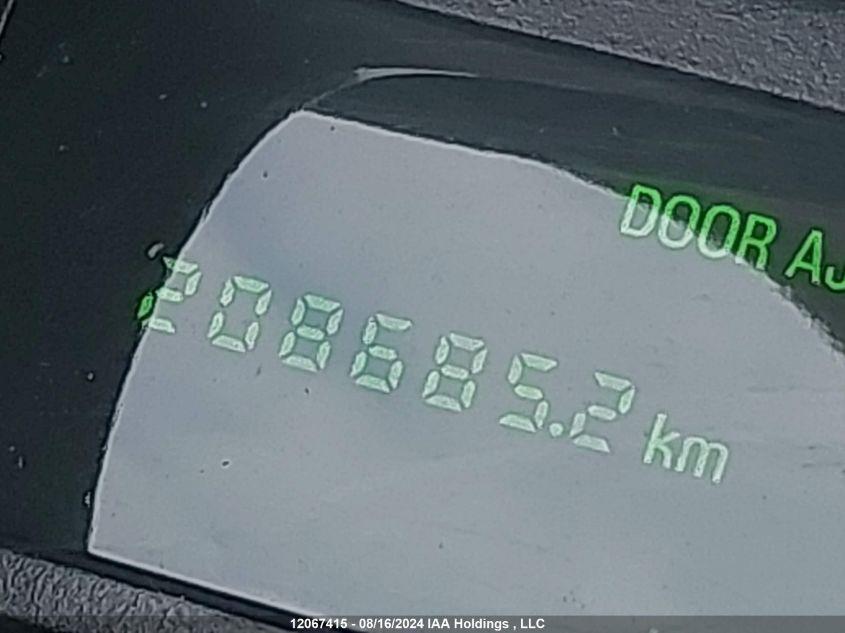 DOOR AJ
208685.2 km
12067415 - 08/16/2024 IAA Holdings , LLC